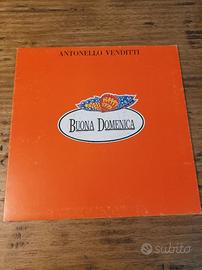 ANTONELLO VENDITTI
BUONA DOMENICA
subito